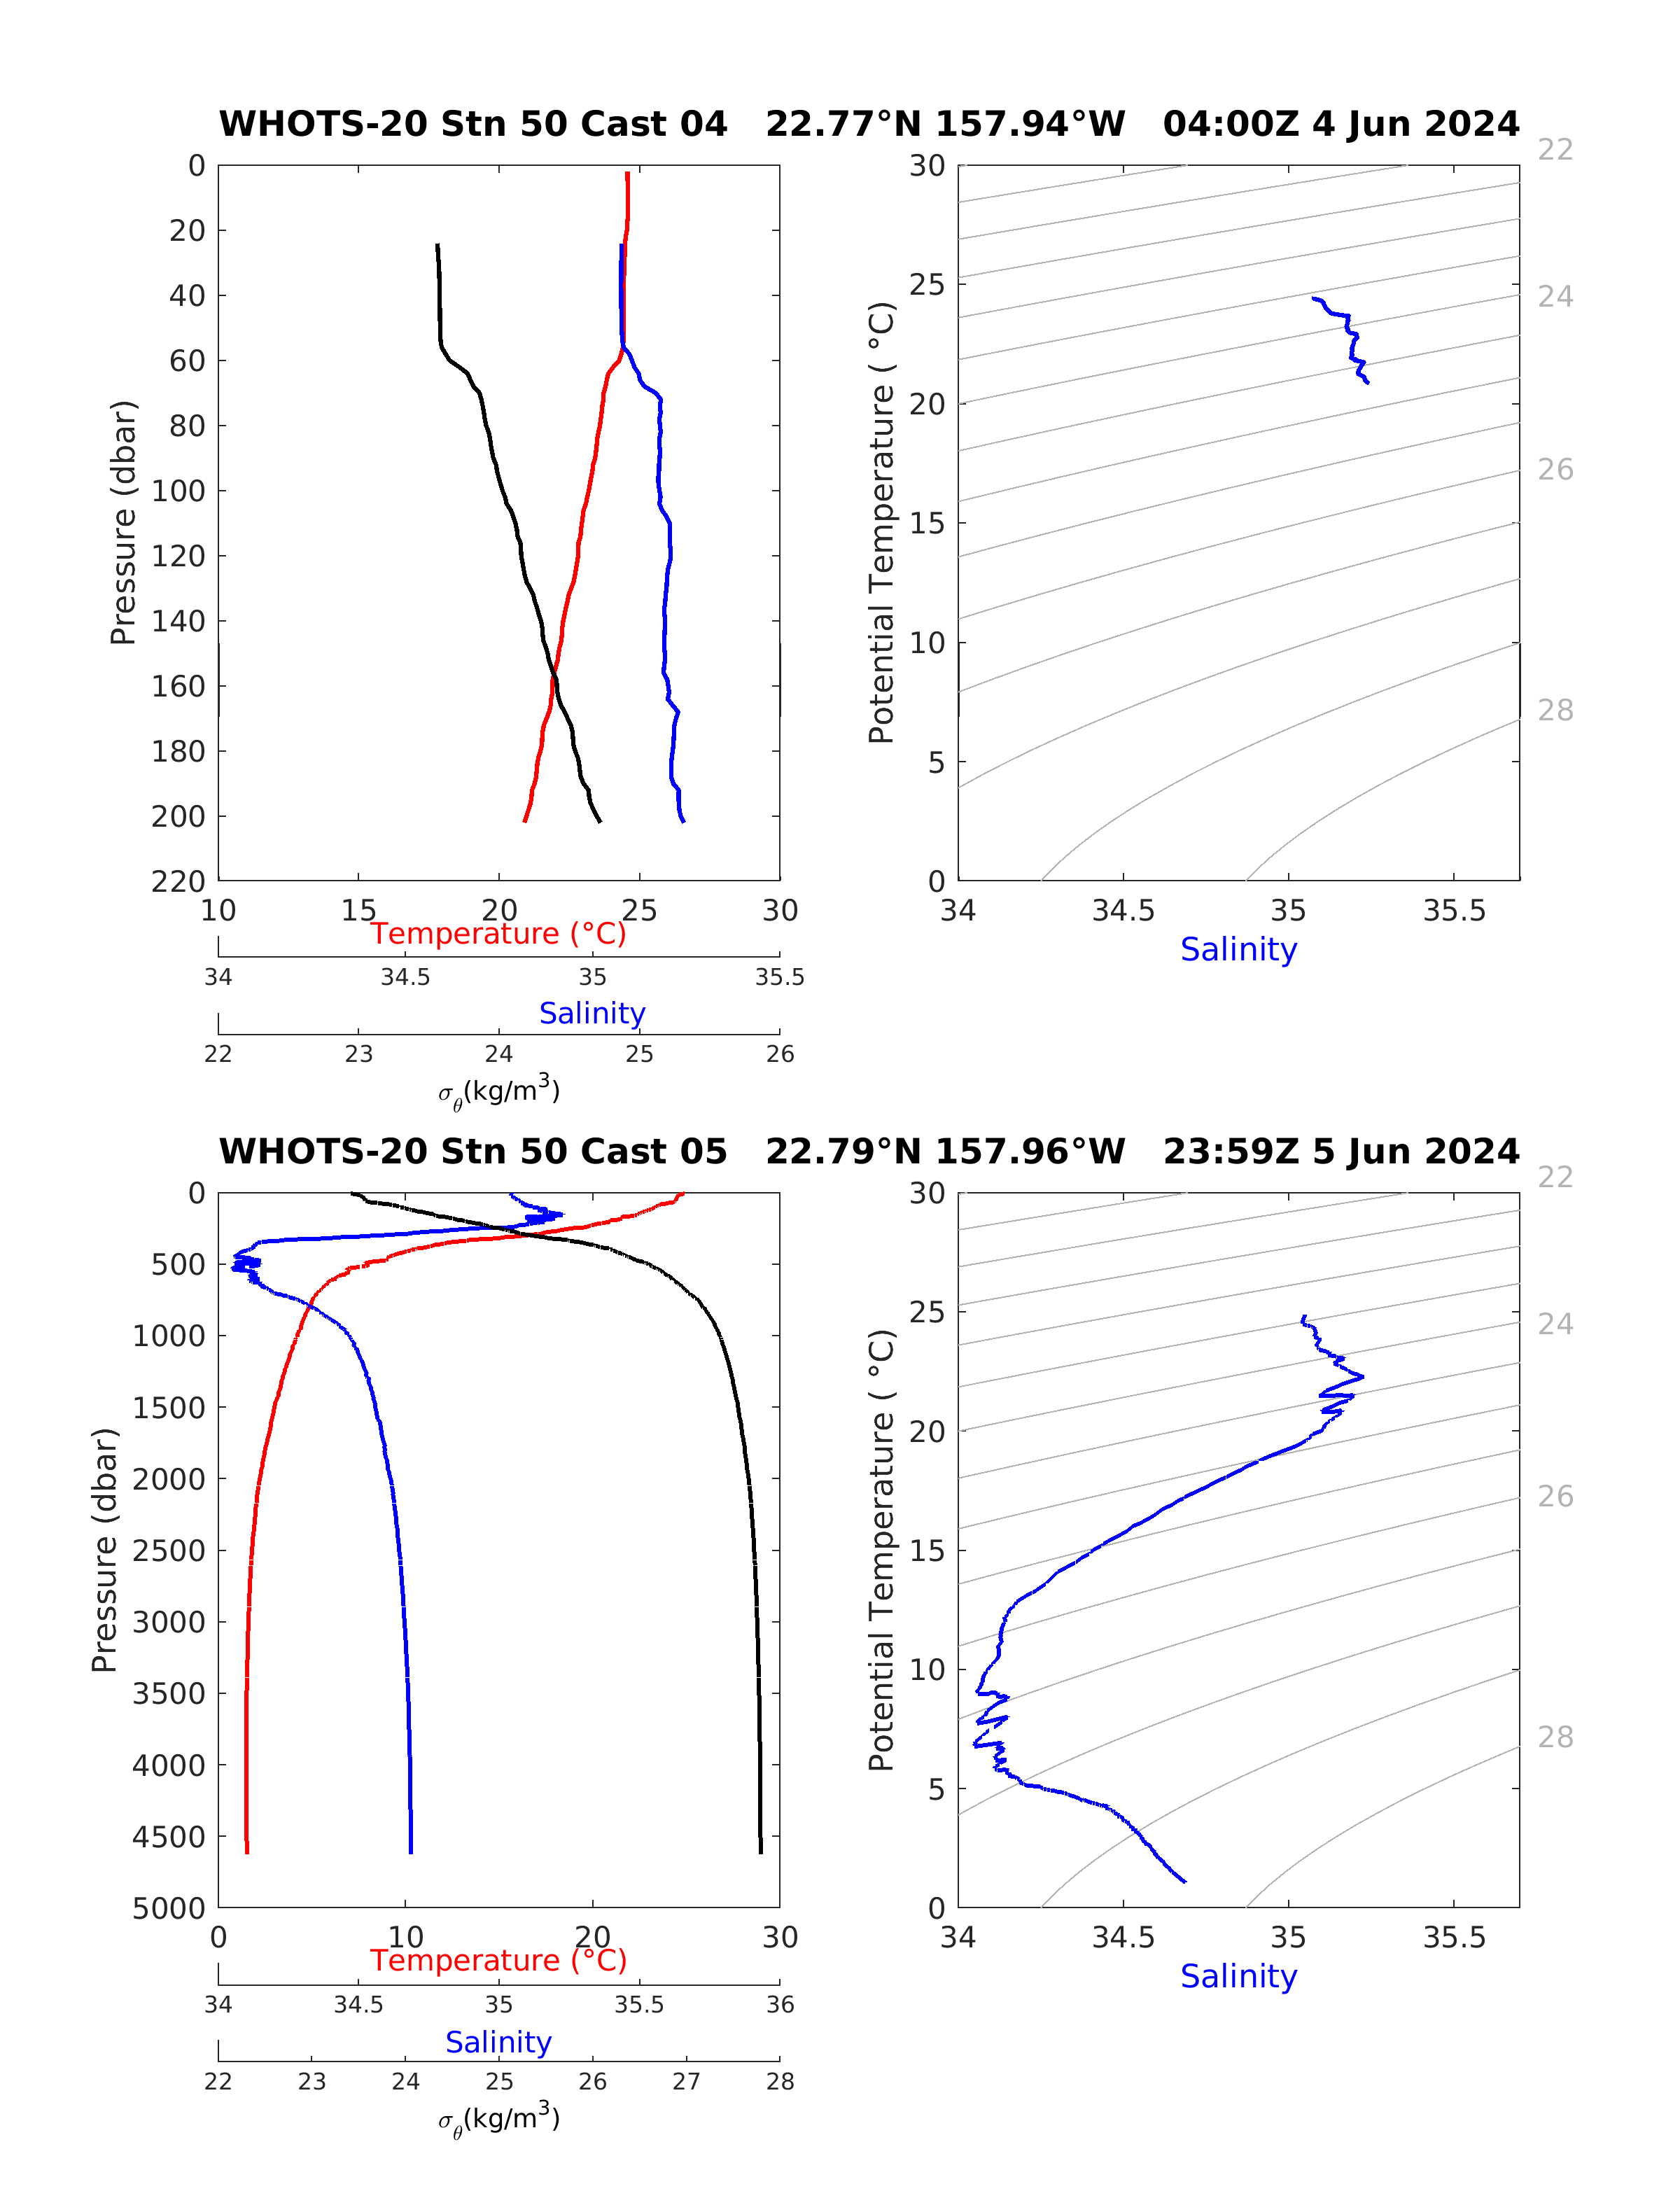 WHOTS-20 Stn 50 Cast 04   22.77°N 157.94°W   04:00Z 4 Jun 2024
0
20
40
60
80
100
120
140
160
180
200
220
Pressure (dbar)
10 15 20 25 30
Temperature (°C)
34 34.5 35 35.5
Salinity
22 23 24 25 26
σθ(kg/m³)
30
25
20
15
10
5
0
Potential Temperature ( °C)
34 34.5 35 35.5
Salinity
22
24
26
28
WHOTS-20 Stn 50 Cast 05   22.79°N 157.96°W   23:59Z 5 Jun 2024
0
500
1000
1500
2000
2500
3000
3500
4000
4500
5000
Pressure (dbar)
0 10 20 30
Temperature (°C)
34 34.5 35 35.5 36
Salinity
22 23 24 25 26 27 28
σθ(kg/m³)
30
25
20
15
10
5
0
Potential Temperature ( °C)
34 34.5 35 35.5
Salinity
22
24
26
28